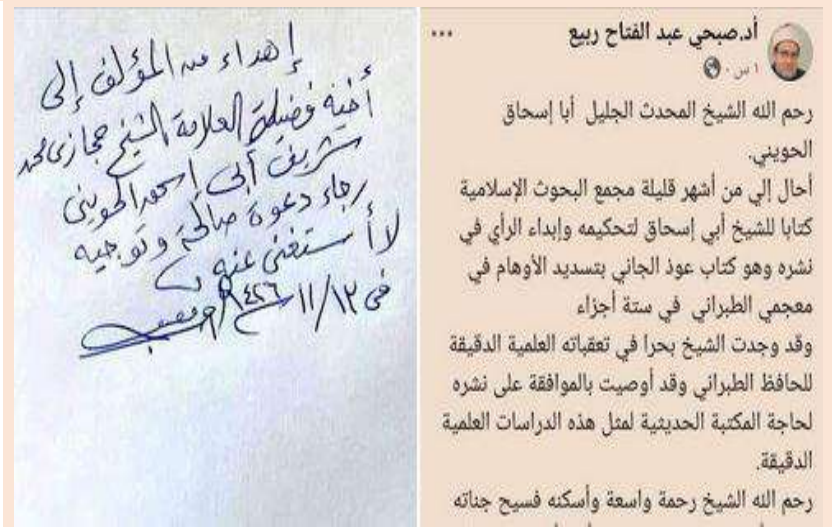 أد.صبحي عبد الفتاح ربيع
١ س ·
رحم الله الشيخ المحدث الجليل أبا إسحاق
الحويني.
أحال إلي من أشهر قليلة مجمع البحوث الإسلامية
كتابا للشيخ أبي إسحاق لتحكيمه وإبداء الرأي في
نشره وهو كتاب عوذ الجاني بتسديد الأوهام في
معجمي الطبراني في ستة أجزاء
وقد وجدت الشيخ بحرا في تعقباته العلمية الدقيقة
للحافظ الطبراني وقد أوصيت بالموافقة على نشره
لحاجة المكتبة الحديثية لمثل هذه الدراسات العلمية
الدقيقة.
رحم الله الشيخ رحمة واسعة وأسكنه فسيح جناته
إهداء من المؤلف إلى
أخيه فضيلة العلامة الشيخ حجازي محمد
شريف أبي إسحق الحويني
رجاء دعوة صالحة وتوجيه
لا أستغني عنه
في ١١/١٢/١٤٢٦